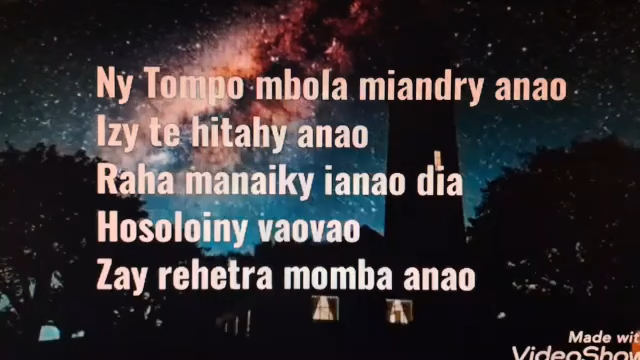 Ny Tompo mbola miandry anao
Izy te hitahy anao
Raha manaiky ianao dia
Hosoloiny vaovao
Zay rehetra momba anao
Made wit
VideoShow